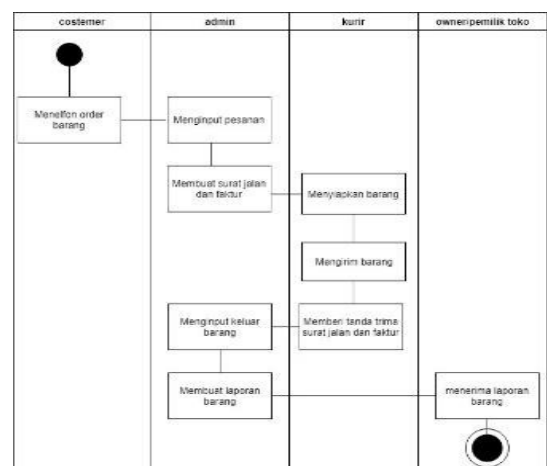 costemer
admin
kurir
owner/pemilik toko
Menelfon order
barang
Menginput pesanan
Membuat surat jalan
dan faktur
Menyiapkan barang
Mengirim barang
Menginput keluar
barang
Memberi tanda trima
surat jalan dan faktur
Membuat laporan
barang
menerima laporan
barang